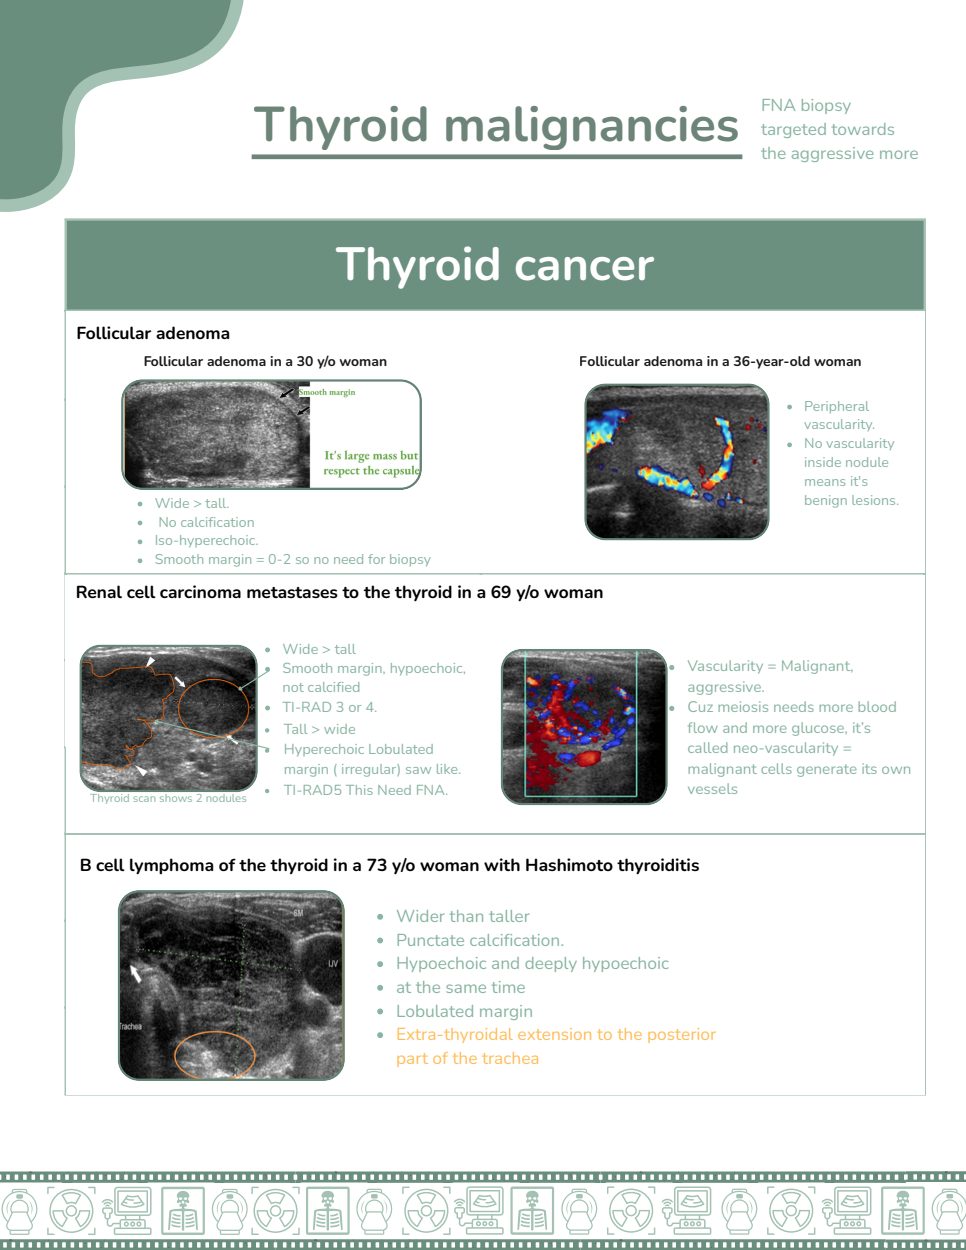 Thyroid malignancies
FNA biopsy
targeted towards
the aggressive more
Thyroid cancer
Follicular adenoma
Follicular adenoma in a 30 y/o woman
Smooth margin
It's large mass but
respect the capsule
• Wide > tall.
• No calcification
• Iso-hyperechoic.
• Smooth margin = 0-2 so no need for biopsy
Follicular adenoma in a 36-year-old woman
• Peripheral
vascularity.
• No vascularity
inside nodule
means it's
benign lesions.
Renal cell carcinoma metastases to the thyroid in a 69 y/o woman
Thyroid scan shows 2 nodules
• Wide > tall
• Smooth margin, hypoechoic,
not calcified
• TI-RAD 3 or 4.
• Tall > wide
• Hyperechoic Lobulated
margin ( irregular) saw like.
• TI-RAD5 This Need FNA.
• Vascularity = Malignant,
aggressive.
• Cuz meiosis needs more blood
flow and more glucose, it's
called neo-vascularity =
malignant cells generate its own
vessels
B cell lymphoma of the thyroid in a 73 y/o woman with Hashimoto thyroiditis
SM
IJV
Trachea
• Wider than taller
• Punctate calcification.
• Hypoechoic and deeply hypoechoic
• at the same time
• Lobulated margin
• Extra-thyroidal extension to the posterior
part of the trachea